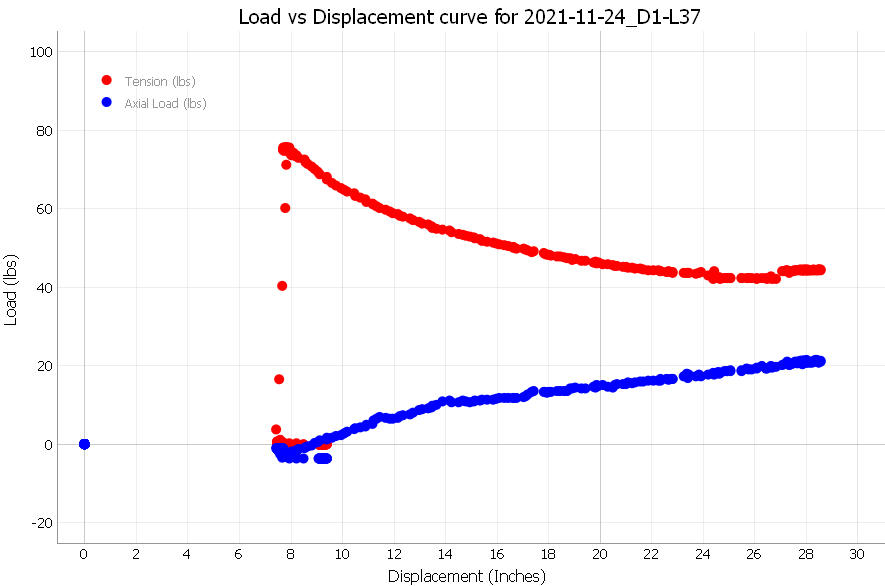 Load vs Displacement curve for 2021-11-24_D1-L37
100
Tension (lbs)
Axial Load (lbs)
80
60
Load (lbs)
40
20
0
-20
0 2 4 6 8 10 12 14 16 18 20 22 24 26 28 30
Displacement (Inches)